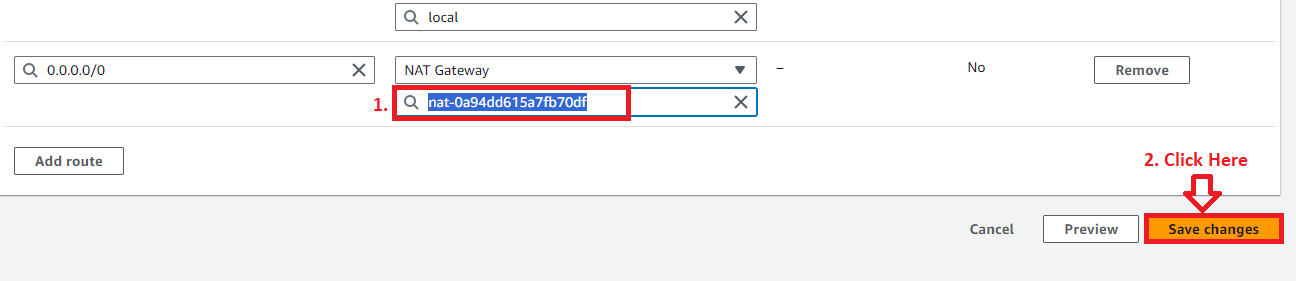 local
0.0.0.0/0
NAT Gateway
–
No
Remove
1.
nat-0a94dd615a7fb70df
Add route
2. Click Here
Cancel
Preview
Save changes